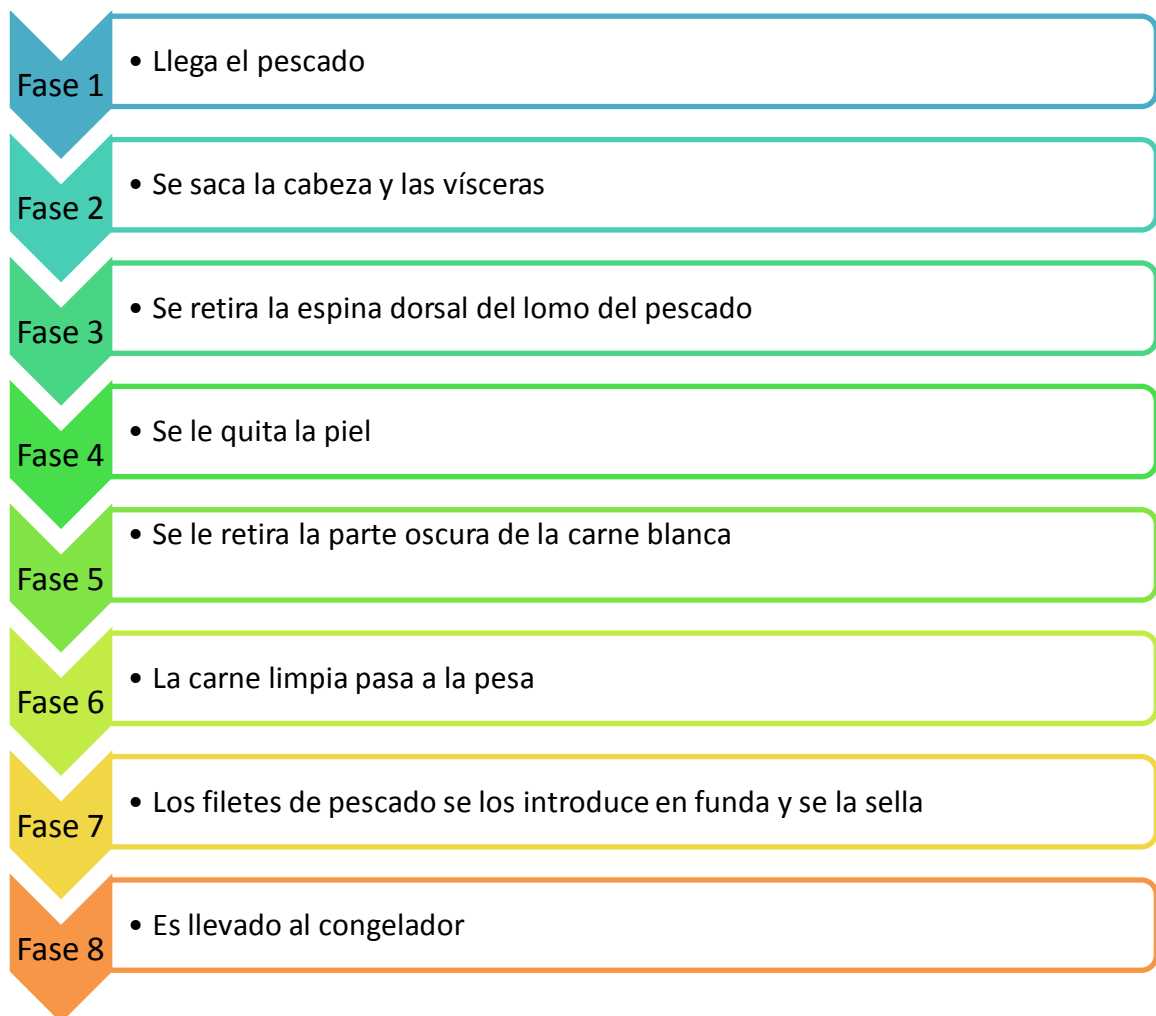 Fase 1
• Llega el pescado
Fase 2
• Se saca la cabeza y las vísceras
Fase 3
• Se retira la espina dorsal del lomo del pescado
Fase 4
• Se le quita la piel
Fase 5
• Se le retira la parte oscura de la carne blanca
Fase 6
• La carne limpia pasa a la pesa
Fase 7
• Los filetes de pescado se los introduce en funda y se la sella
Fase 8
• Es llevado al congelador